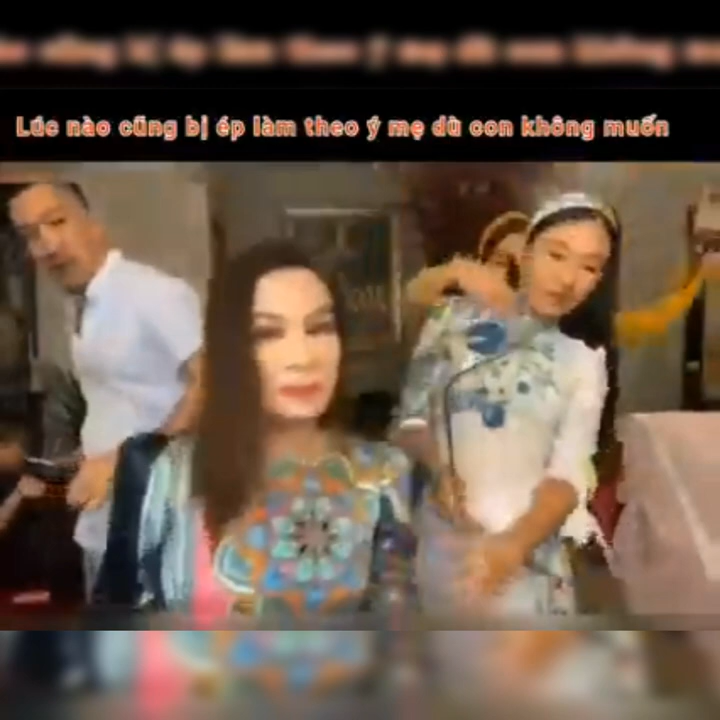 Lúc nào cũng bị ép làm theo ý mẹ dù con không muốn